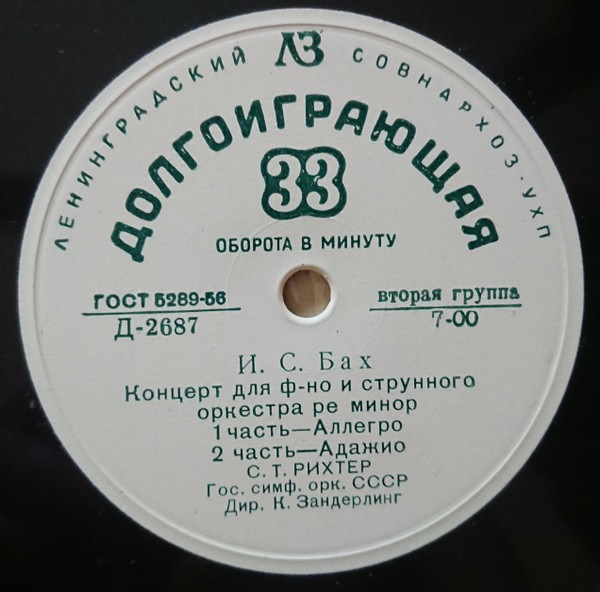 ЛЕНИНГРАДСКИЙ ЛЗ СОВНАРХОЗ·УХП
ДОЛГОИГРАЮЩАЯ
33
ОБОРОТА В МИНУТУ
ГОСТ 5289-56
Д-2687
вторая группа
7-00
И. С. Бах
Концерт для ф-но и струнного
оркестра ре минор
1 часть—Аллегро
2 часть—Адажио
С. Т. РИХТЕР
Гос. симф. орк. СССР
Дир. К. Зандерлинг